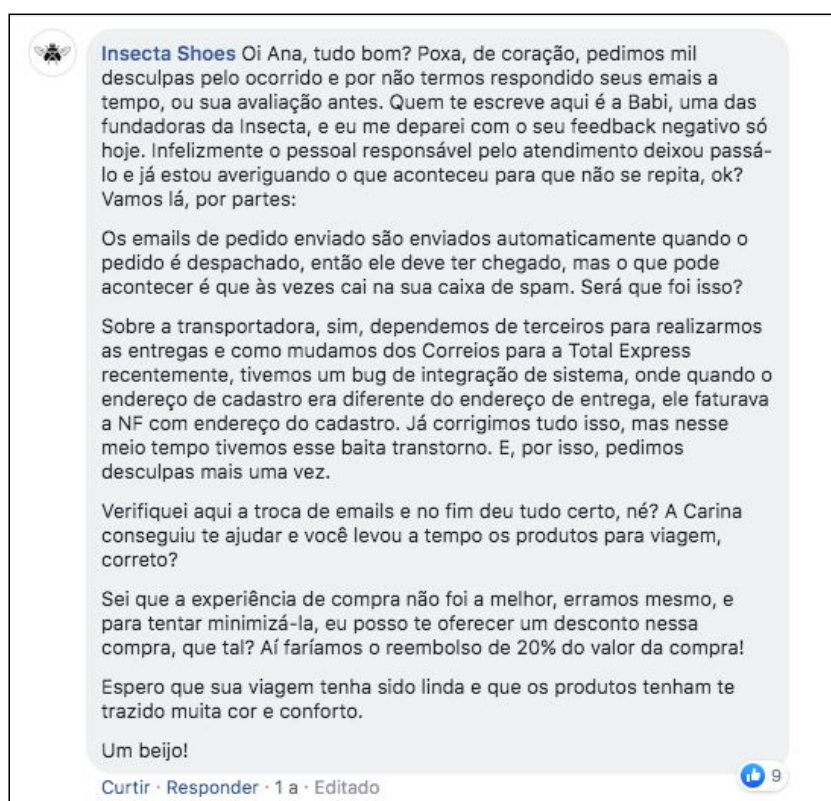 Insecta Shoes Oi Ana, tudo bom? Poxa, de coração, pedimos mil
desculpas pelo ocorrido e por não termos respondido seus emais a
tempo, ou sua avaliação antes. Quem te escreve aqui é a Babi, uma das
fundadoras da Insecta, e eu me deparei com o seu feedback negativo só
hoje. Infelizmente o pessoal responsável pelo atendimento deixou passá-
lo e já estou averiguando o que aconteceu para que não se repita, ok?
Vamos lá, por partes:
Os emails de pedido enviado são enviados automaticamente quando o
pedido é despachado, então ele deve ter chegado, mas o que pode
acontecer é que às vezes cai na sua caixa de spam. Será que foi isso?
Sobre a transportadora, sim, dependemos de terceiros para realizarmos
as entregas e como mudamos dos Correios para a Total Express
recentemente, tivemos um bug de integração de sistema, onde quando o
endereço de cadastro era diferente do endereço de entrega, ele faturava
a NF com endereço do cadastro. Já corrigimos tudo isso, mas nesse
meio tempo tivemos esse baita transtorno. E, por isso, pedimos
desculpas mais uma vez.
Verifiquei aqui a troca de emails e no fim deu tudo certo, né? A Carina
conseguiu te ajudar e você levou a tempo os produtos para viagem,
correto?
Sei que a experiência de compra não foi a melhor, erramos mesmo, e
para tentar minimizá-la, eu posso te oferecer um desconto nessa
compra, que tal? Aí faríamos o reembolso de 20% do valor da compra!
Espero que sua viagem tenha sido linda e que os produtos tenham te
trazido muita cor e conforto.
Um beijo!
9
Curtir · Responder · 1 a · Editado